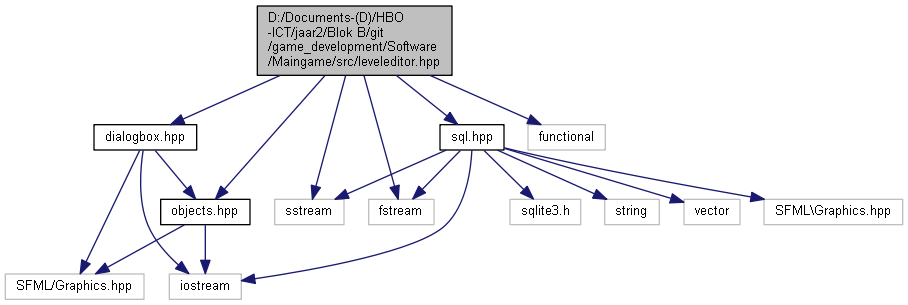 D:/Documents-(D)/HBO
-ICT/jaar2/Blok B/git
/game_development/Software
/Maingame/src/leveleditor.hpp
dialogbox.hpp
sql.hpp
functional
objects.hpp
sstream
fstream
sqlite3.h
string
vector
SFML\Graphics.hpp
SFML/Graphics.hpp
iostream